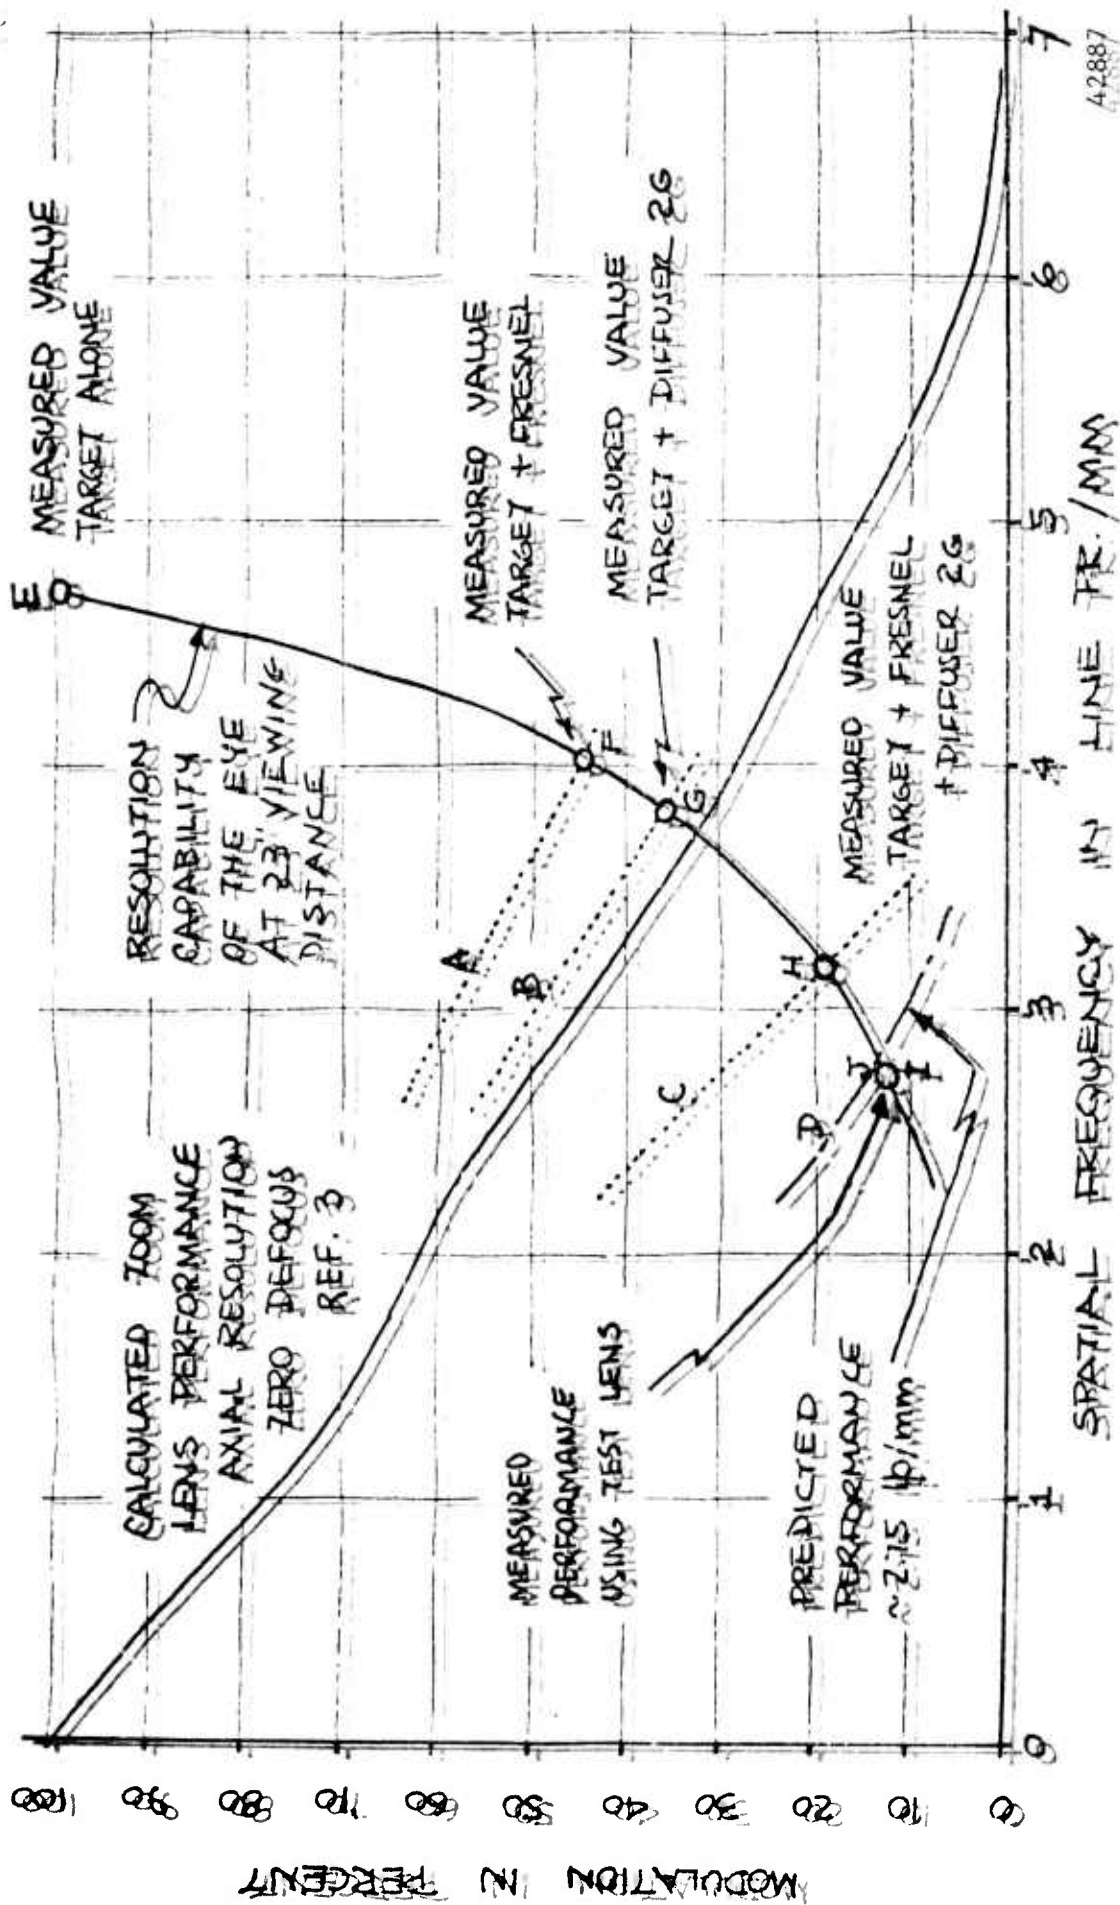 MODULATION IN PERCENT
100
90
80
70
60
50
40
30
20
10
0
0
1
2
3
4
5
6
7
SPATIAL FREQUENCY IN LINE PR./MM
CALCULATED ZOOM
LENS PERFORMANCE
AXIAL RESOLUTION
ZERO DEFOCUS
REF. 3
RESOLUTION
CAPABILITY
OF THE EYE
AT 23" VIEWING
DISTANCE
E
MEASURED VALUE
TARGET ALONE
MEASURED VALUE
TARGET + FRESNEL
MEASURED VALUE
TARGET + DIFFUSER 2G
MEASURED VALUE
TARGET + FRESNEL
+ DIFFUSER 2G
A
B
C
D
F
G
H
J
I
MEASURED
PERFORMANCE
USING TEST LENS
PREDICTED
PERFORMANCE
~2.75 lp/mm
42887